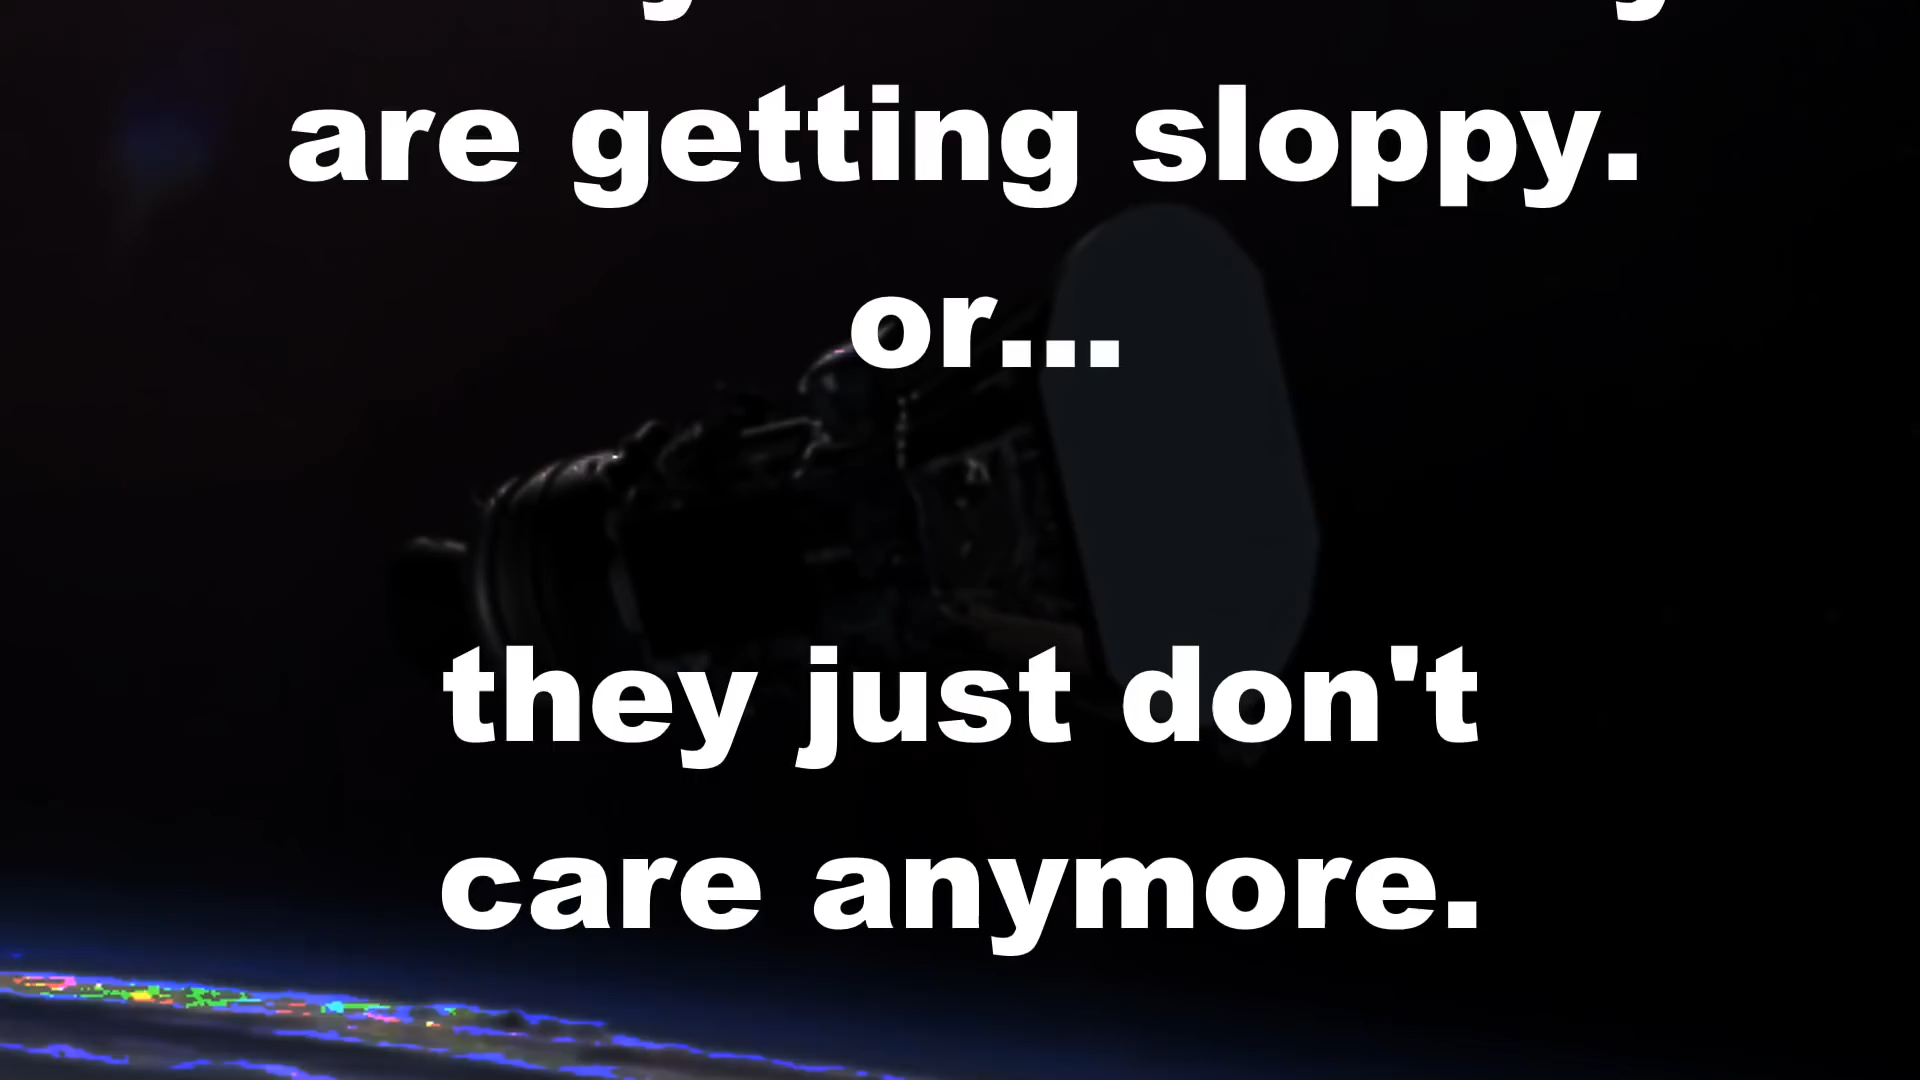 are getting sloppy.
or...
they just don't
care anymore.